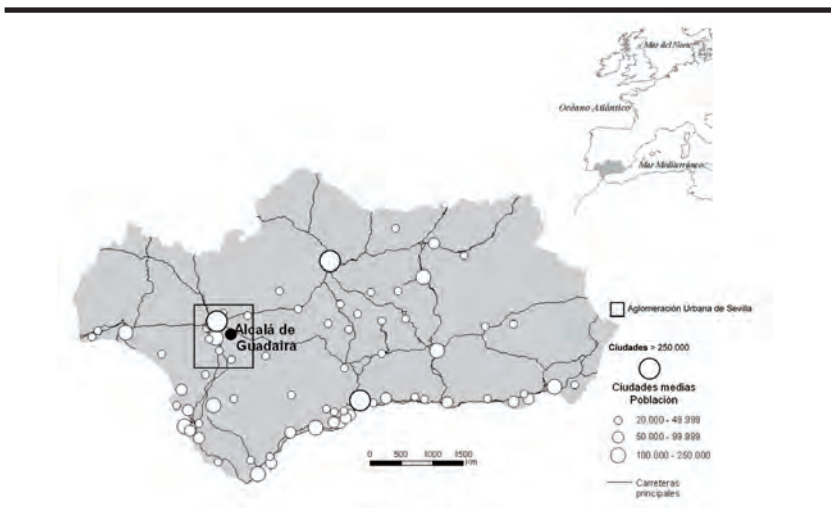 Mar del Norte
Océano Atlántico
Mar Mediterráneo
Alcalá de
Guadaira
Aglomeración Urbana de Sevilla
Ciudades > 250.000
Ciudades medias
Población
20.000 - 49.999
50.000 - 99.999
100.000 - 250.000
0 500 1000 1500
Km
Carreteras
principales